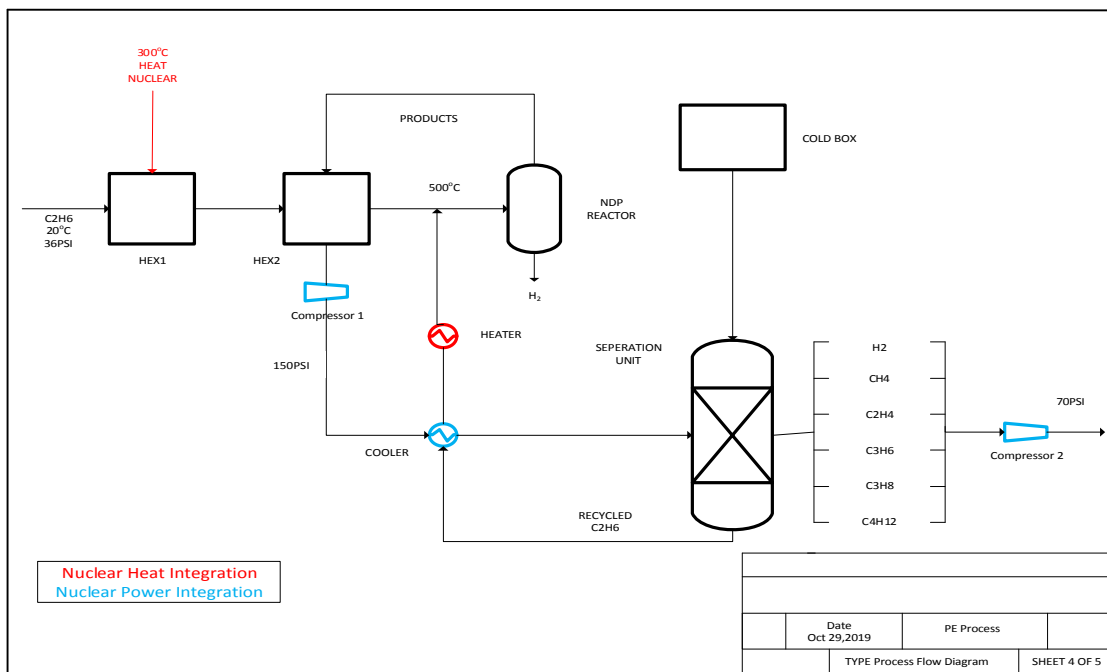 300°C
HEAT
NUCLEAR
PRODUCTS
COLD BOX
500°C
C2H6
20°C
36PSI
NDP
REACTOR
HEX1
HEX2
H2
Compressor 1
HEATER
SEPERATION
UNIT
150PSI
H2
CH4
C2H4
C3H6
C3H8
C4H12
70PSI
COOLER
Compressor 2
RECYCLED
C2H6
Nuclear Heat Integration
Nuclear Power Integration
Date
Oct 29,2019
PE Process
TYPE Process Flow Diagram
SHEET 4 OF 5